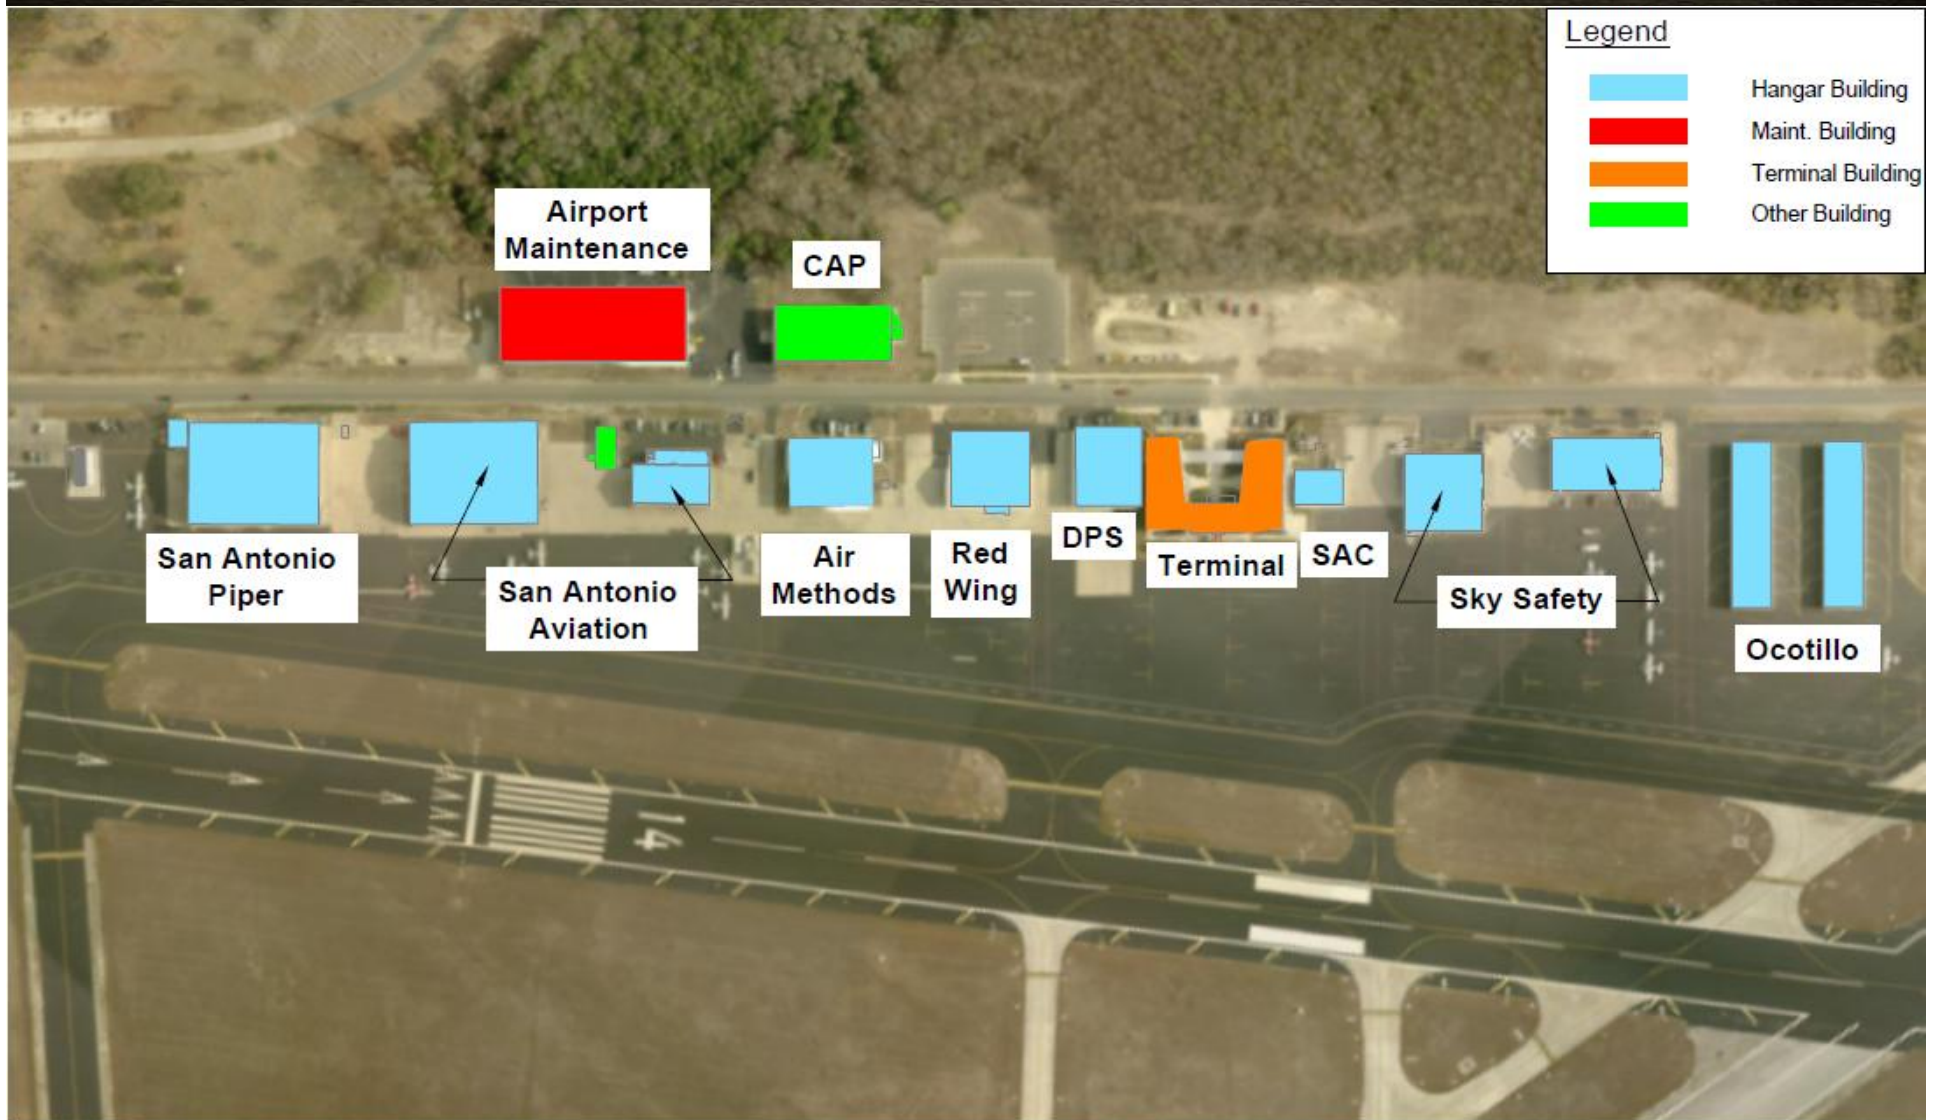 Legend
Hangar Building
Maint. Building
Terminal Building
Other Building
Airport
Maintenance
CAP
San Antonio
Piper
San Antonio
Aviation
Air
Methods
Red
Wing
DPS
Terminal
SAC
Sky Safety
Ocotillo
14